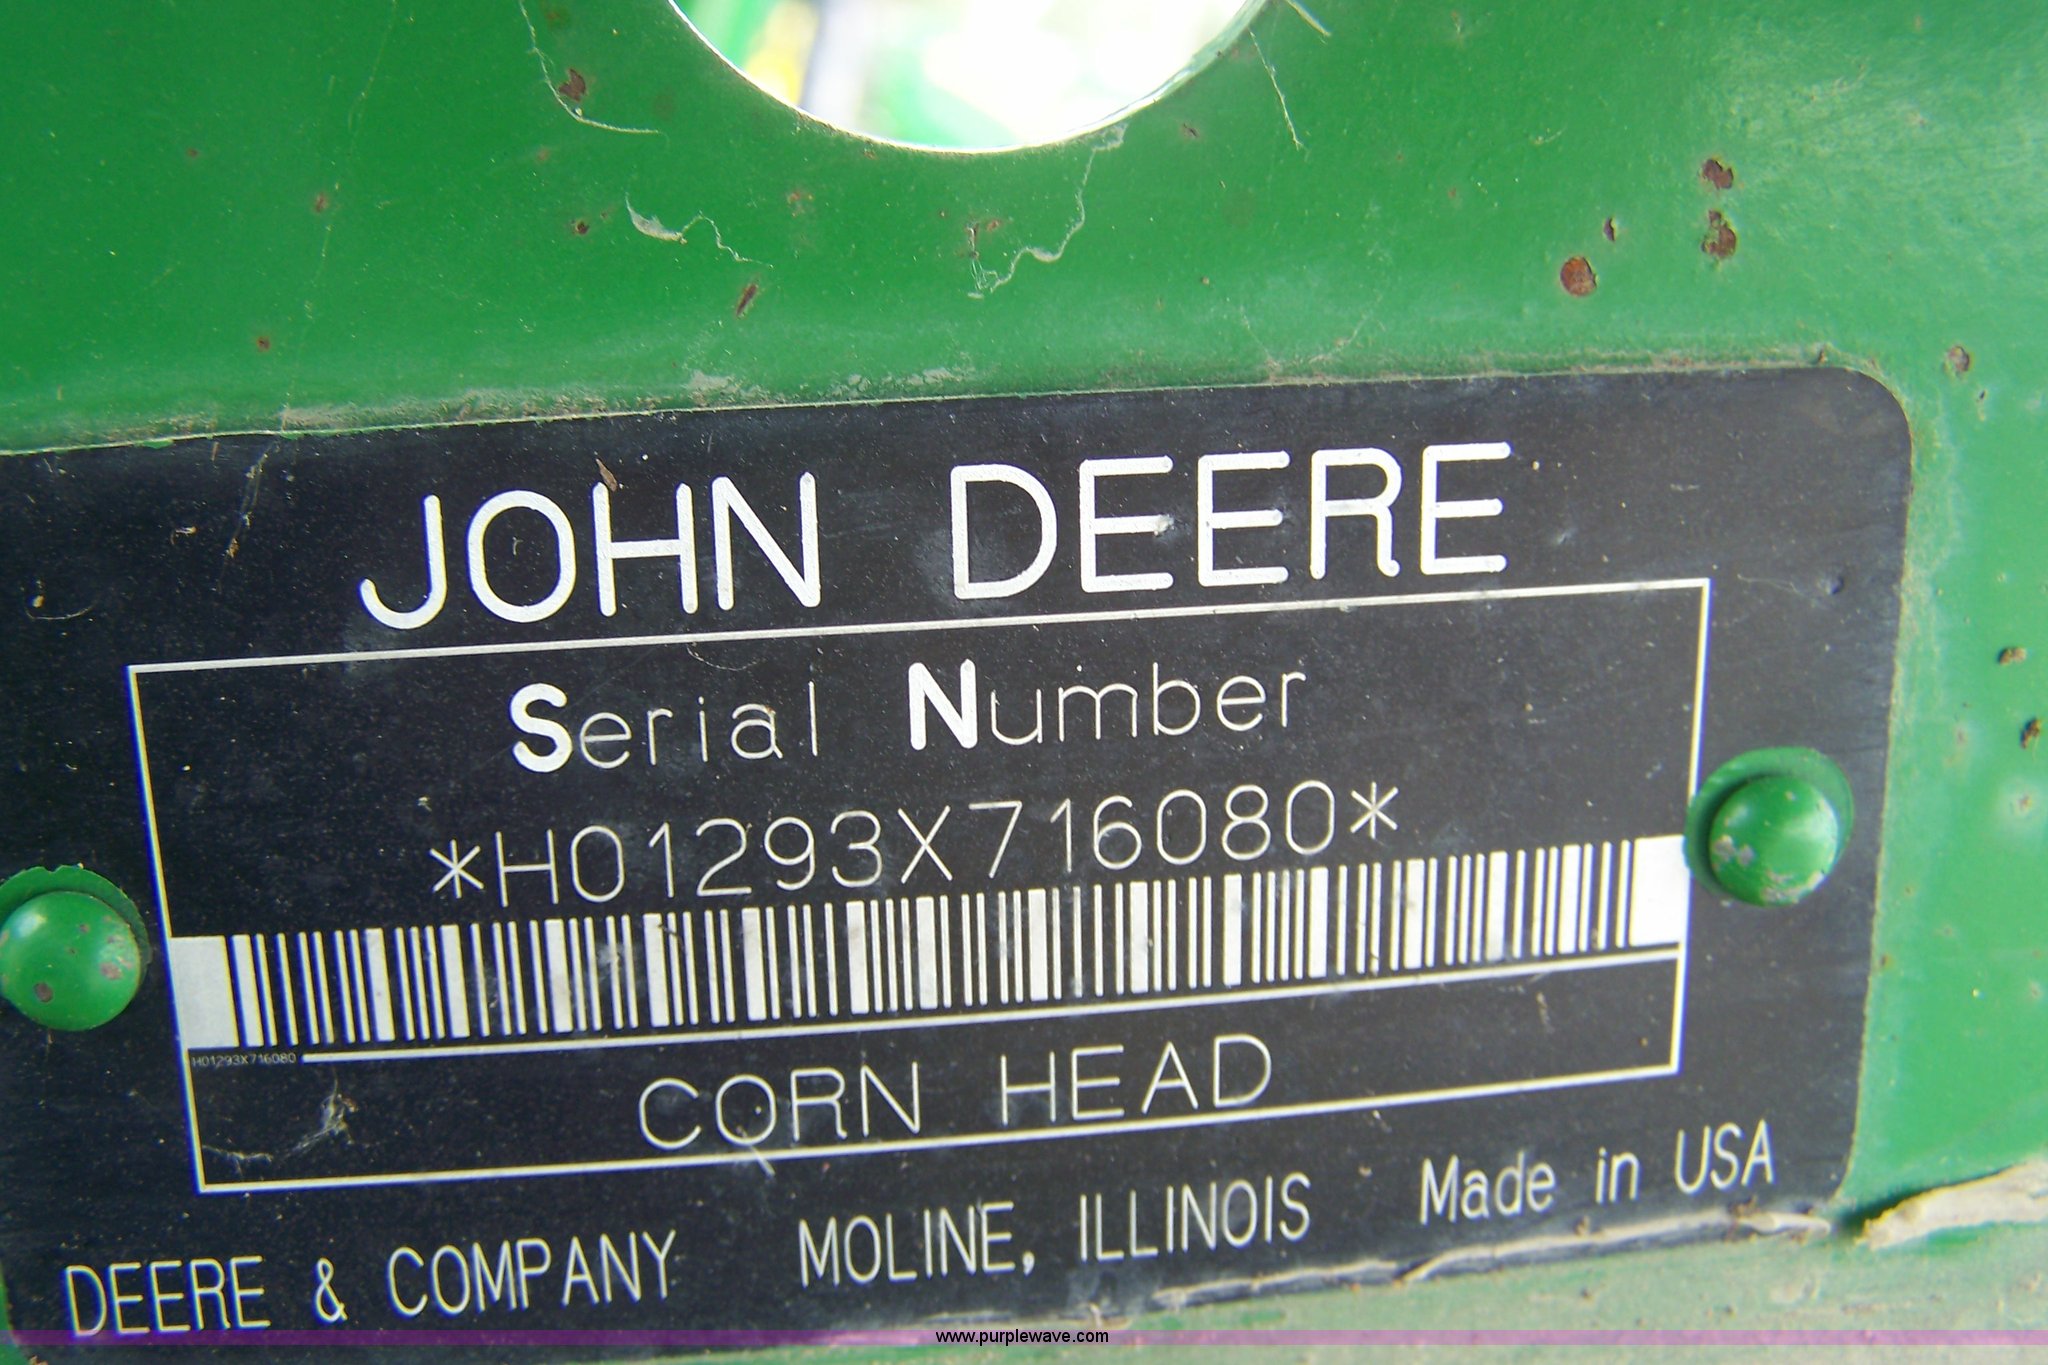 JOHN DEERE
Serial Number
*H01293X716080*
H01293X716080
CORN HEAD
DEERE & COMPANY MOLINE, ILLINOIS Made in USA
www.purplewave.com